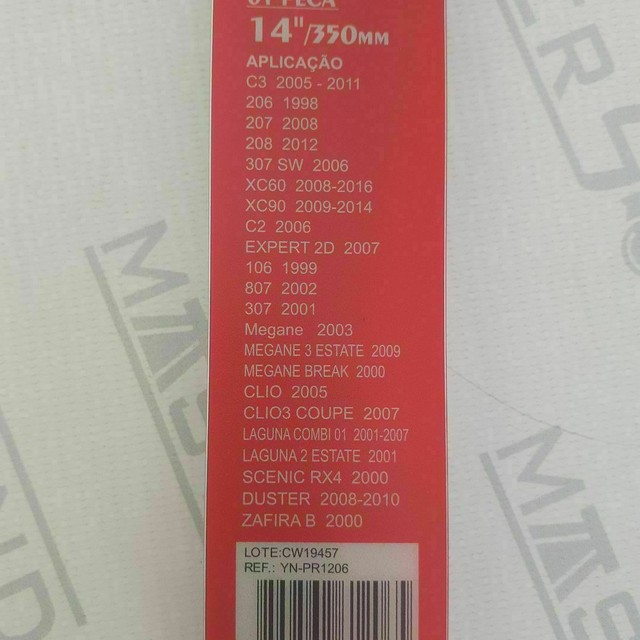 01 PEÇA
14"/350MM
APLICAÇÃO
C3 2005 - 2011
206 1998
207 2008
208 2012
307 SW 2006
XC60 2008-2016
XC90 2009-2014
C2 2006
EXPERT 2D 2007
106 1999
807 2002
307 2001
Megane 2003
MEGANE 3 ESTATE 2009
MEGANE BREAK 2000
CLIO 2005
CLIO3 COUPE 2007
LAGUNA COMBI 01 2001-2007
LAGUNA 2 ESTATE 2001
SCENIC RX4 2000
DUSTER 2008-2010
ZAFIRA B 2000
LOTE:CW19457
REF.: YN-PR1206